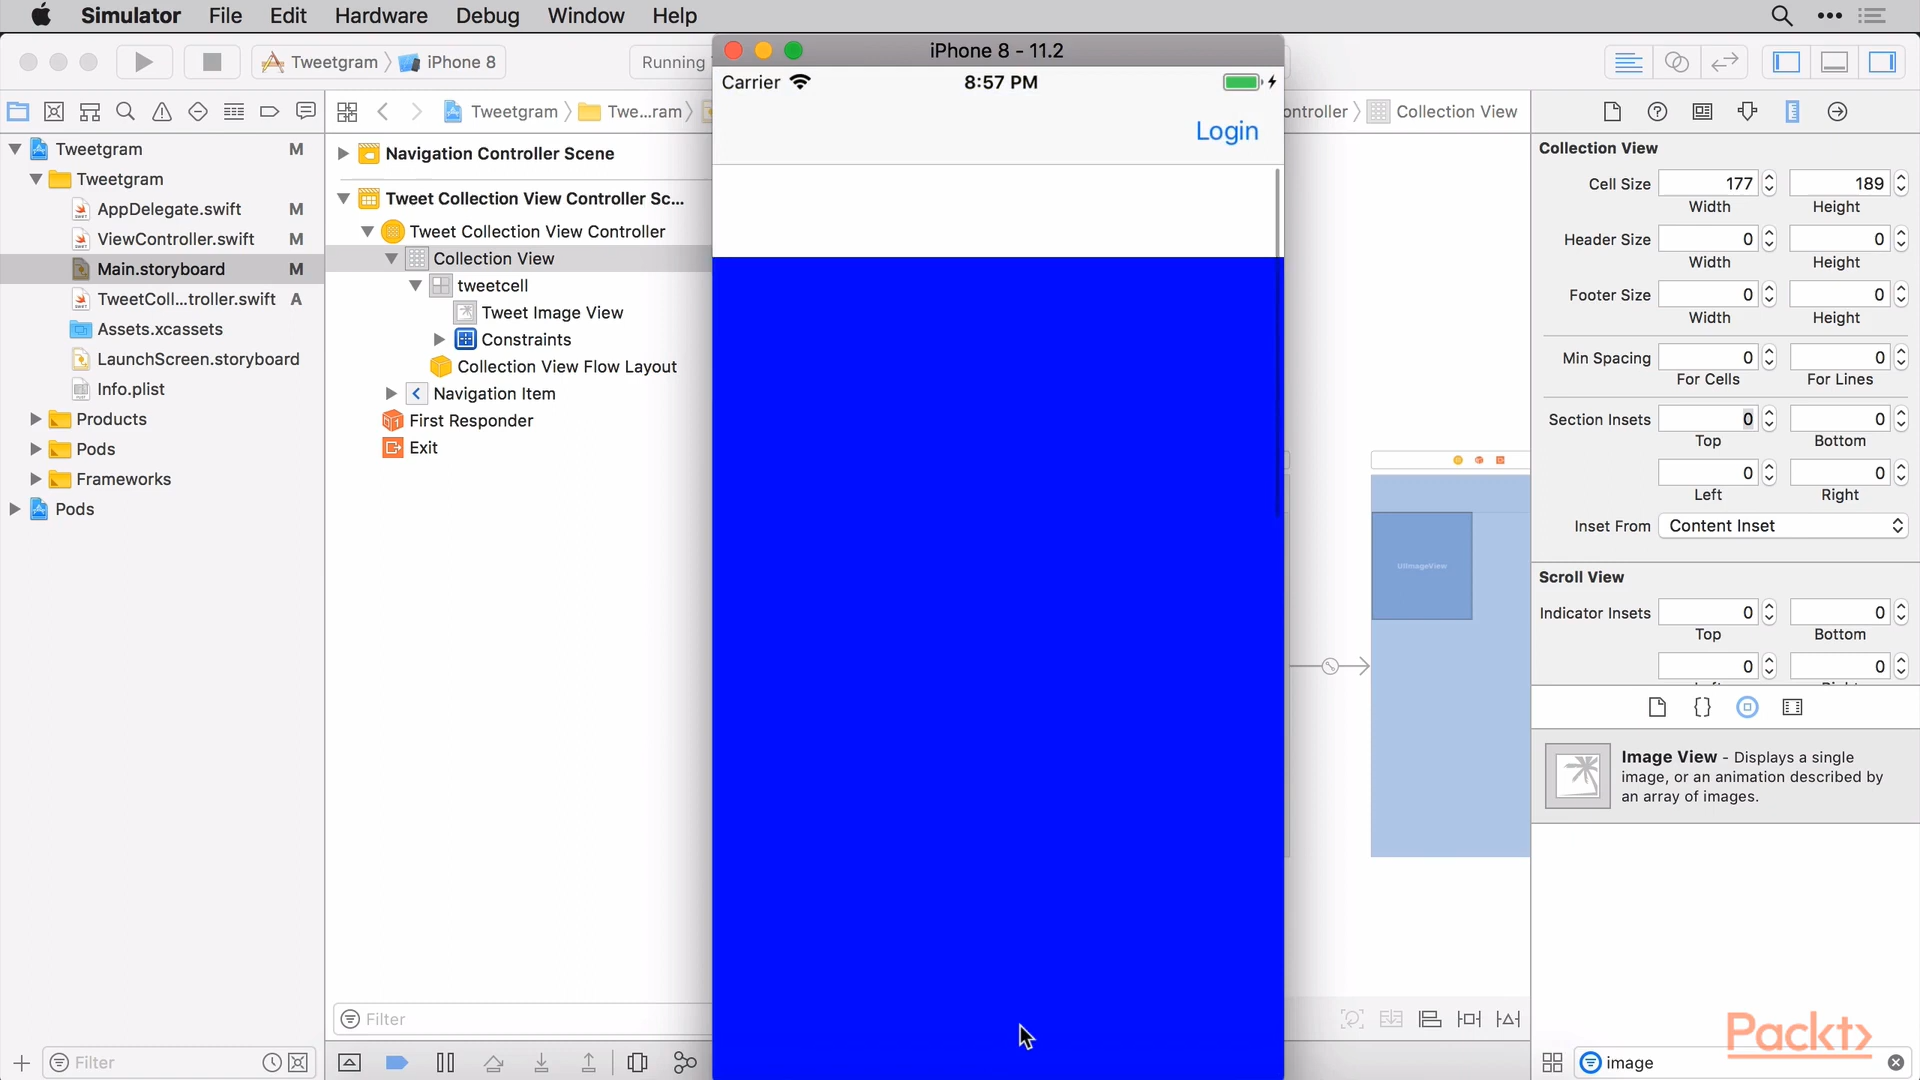 Simulator File Edit Hardware Debug Window Help
iPhone 8 - 11.2
Tweetgram iPhone 8 Running
Carrier 8:57 PM
Tweetgram Twe...ram ontroller Collection View
Login
Tweetgram M
Tweetgram
AppDelegate.swift M
ViewController.swift M
Main.storyboard M
TweetColl...troller.swift A
Assets.xcassets
LaunchScreen.storyboard
Info.plist
Products
Pods
Frameworks
Pods
Filter
Navigation Controller Scene
Tweet Collection View Controller Sc...
Tweet Collection View Controller
Collection View
tweetcell
Tweet Image View
Constraints
Collection View Flow Layout
Navigation Item
First Responder
Exit
Filter
UIImageView
Collection View
Cell Size 177 189
Width Height
Header Size 0 0
Width Height
Footer Size 0 0
Width Height
Min Spacing 0 0
For Cells For Lines
Section Insets 0 0
Top Bottom
0 0
Left Right
Inset From Content Inset
Scroll View
Indicator Insets 0 0
Top Bottom
0 0
Image View - Displays a single
image, or an animation described by
an array of images.
Packt>
image